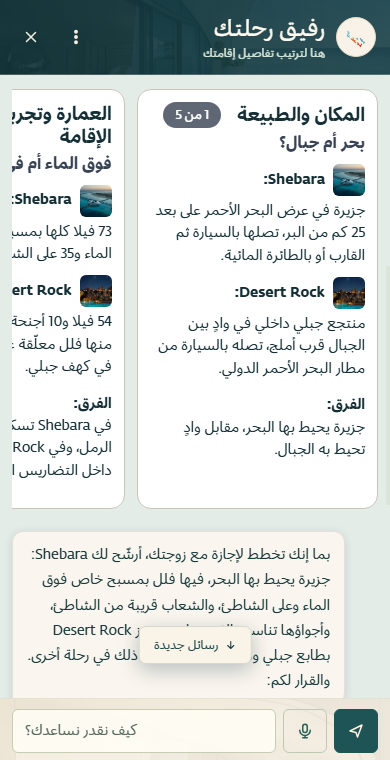 رفيق رحلتك
هنا لترتيب تفاصيل إقامتك
المكان والطبيعة
1 من 5
بحر أم جبال؟
Shebara:
جزيرة في عرض البحر الأحمر على بعد
25 كم من البر، تصلها بالسيارة ثم
القارب أو بالطائرة المائية.
Desert Rock:
منتجع جبلي داخلي في وادٍ بين
الجبال قرب أملج، تصله بالسيارة من
مطار البحر الأحمر الدولي.
الفرق:
جزيرة يحيط بها البحر، مقابل وادٍ
تحيط به الجبال.
العمارة
الإقامة
فوق الماء أم
Shebara:
73 فيلا كلها
الماء و35 على
Rock
54 فيلا و10 أجنحة
منها فلل معلّقة
في كهف جبلي.
الفرق:
في Shebara
الرمل، وفي Rock
داخل التضاريس
بما إنك تخطط لإجازة مع زوجتك، أرشّح لك Shebara:
جزيرة يحيط بها البحر، فيها فلل بمسبح خاص فوق
الماء وعلى الشاطئ، والشعاب قريبة من الشاطئ،
وأجواؤها Desert Rock
بطابع جبلي ذلك في رحلة أخرى.
والقرار لكم:
رسائل جديدة
كيف نقدر نساعدك؟